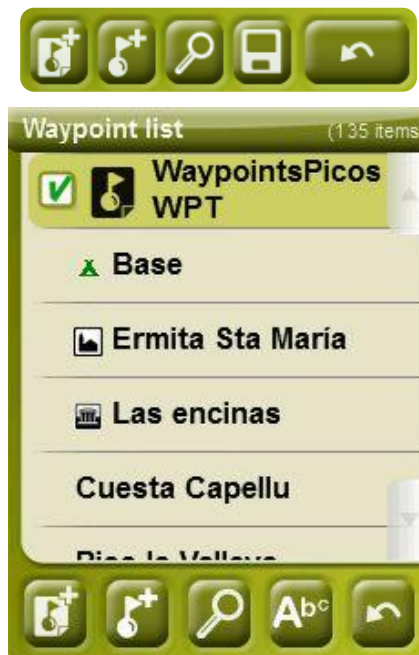 Waypoint list
(135 items
WaypointsPicos
WPT
Base
Ermita Sta María
Las encinas
Cuesta Capellu
Abc